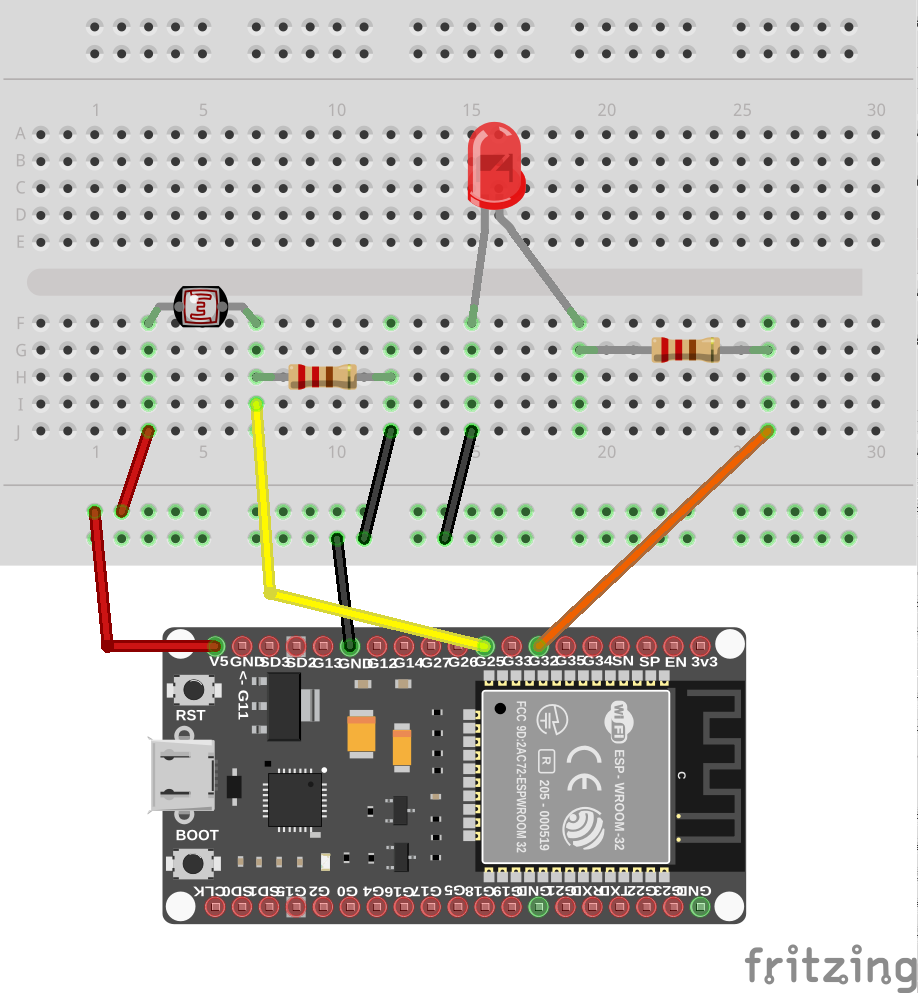 1 5 10 15 20 25 30
A
B
C
D
E
F
G
H
I
J
1 5 10 15 20 25 30
V5 GND SD3 SD2 G13 GND G12 G14 G27 G26 G25 G33 G32 G35 G34 SN SP EN 3v3
<- G11
RST
BOOT
FCC 9D:2AC72-ESPWROOM 32
R
205 - 000519
CE
WiFi
ESP - WROOM-32
C
CLK SD0 SD1 G15 G2 G0 G4 G16 G17 G5 G18 G19 GND G21 RXD TXD G22 G23 GND
fritzing